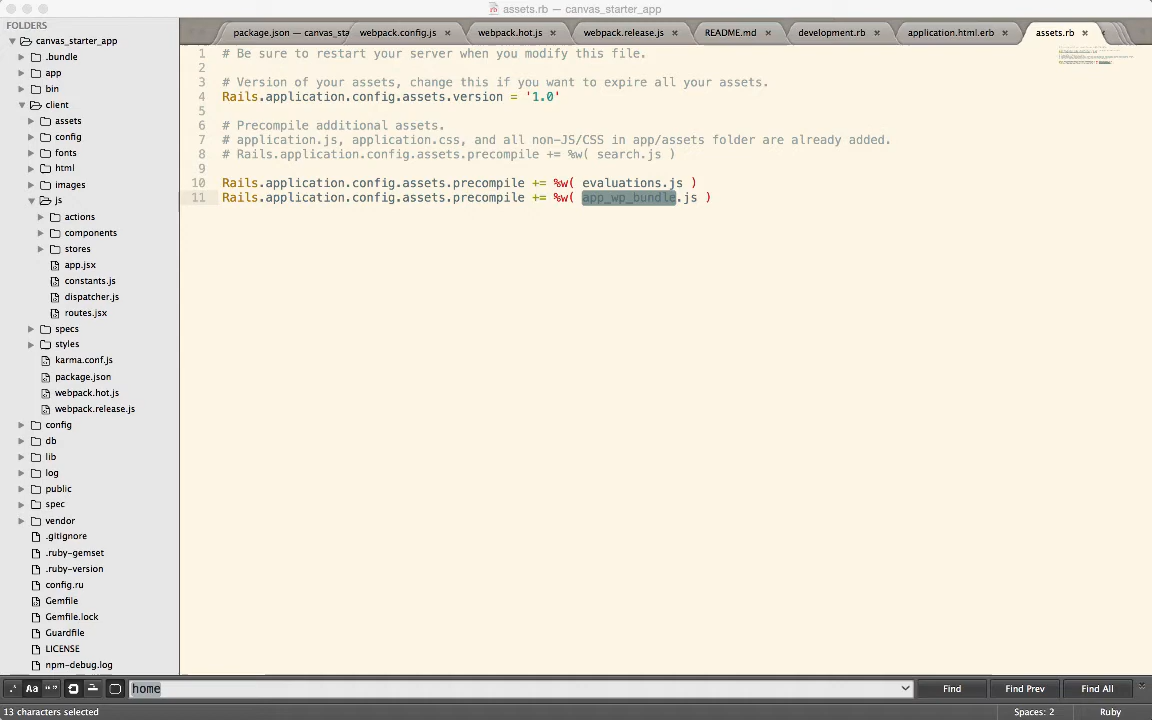 assets.rb — canvas_starter_app
FOLDERS
canvas_starter_app
.bundle
app
bin
client
assets
config
fonts
html
images
js
actions
components
stores
app.jsx
constants.js
dispatcher.js
routes.jsx
specs
styles
karma.conf.js
package.json
webpack.hot.js
webpack.release.js
config
db
lib
log
public
spec
vendor
.gitignore
.ruby-gemset
.ruby-version
config.ru
Gemfile
Gemfile.lock
Guardfile
LICENSE
npm-debug.log
package.json — canvas_sta
webpack.config.js
webpack.hot.js
webpack.release.js
README.md
development.rb
application.html.erb
assets.rb
1 # Be sure to restart your server when you modify this file.
2
3 # Version of your assets, change this if you want to expire all your assets.
4 Rails.application.config.assets.version = '1.0'
5
6 # Precompile additional assets.
7 # application.js, application.css, and all non-JS/CSS in app/assets folder are already added.
8 # Rails.application.config.assets.precompile += %w( search.js )
9
10 Rails.application.config.assets.precompile += %w( evaluations.js )
11 Rails.application.config.assets.precompile += %w( app_wp_bundle.js )
.* Aa “” home Find Find Prev Find All
13 characters selected Spaces: 2 Ruby